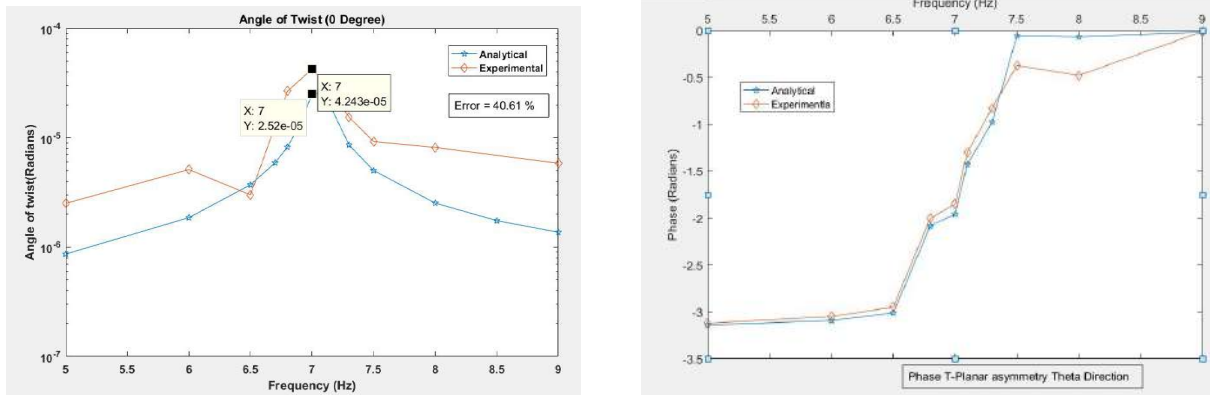 Angle of Twist (0 Degree)
10^-4
10^-5
10^-6
10^-7
Angle of twist(Radians)
Analytical
Experimental
X: 7
Y: 4.243e-05
X: 7
Y: 2.52e-05
Error = 40.61 %
5 5.5 6 6.5 7 7.5 8 8.5 9
Frequency (Hz)
Frequency (Hz)
5 5.5 6 6.5 7 7.5 8 9
0
-0.5
-1
-1.5
-2
-2.5
-3
-3.5
Phase (Radians)
Analytical
Experimentla
Phase T-Planar asymmetry Theta Direction